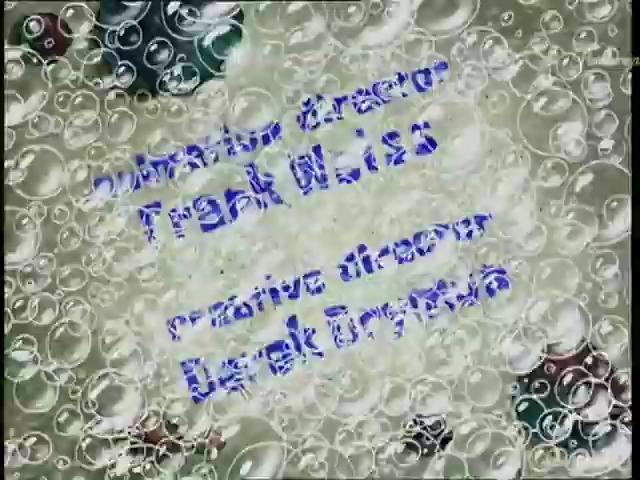 animation director
Frank Weiss
creative director
Derek Drymon